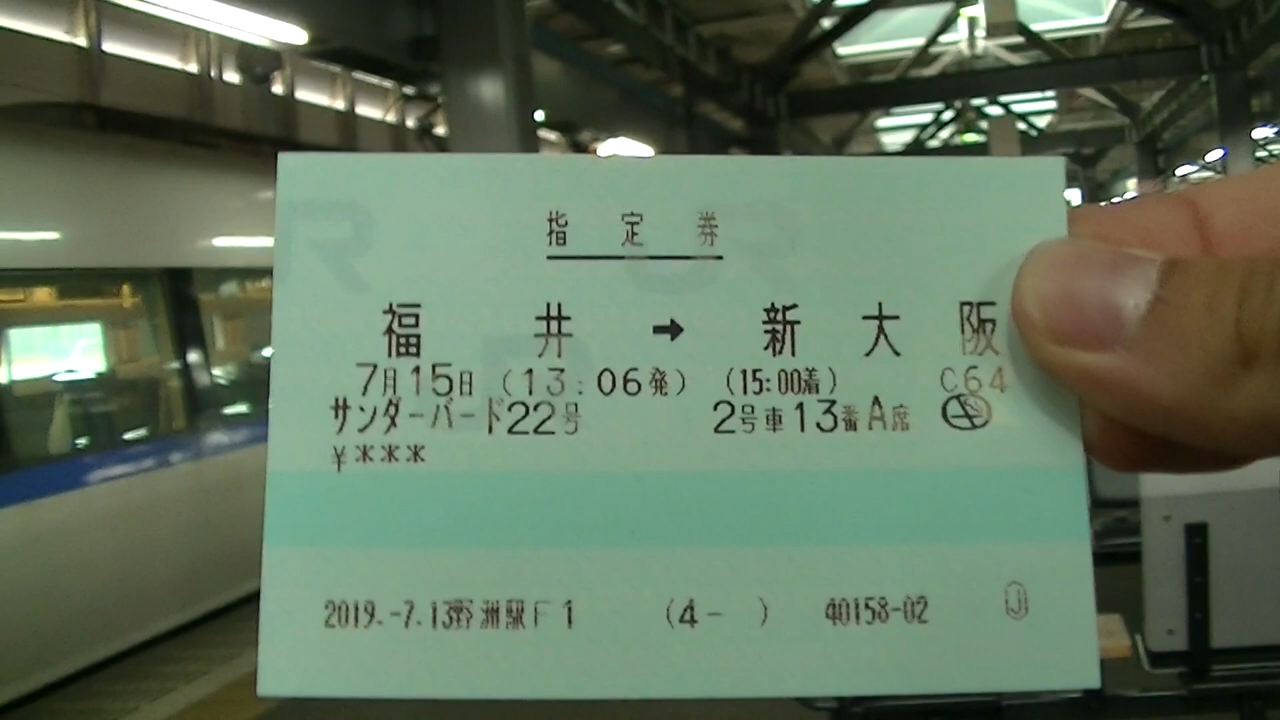 指定券
福井 → 新大阪
7月15日 (13:06発) (15:00着) C64
サンダーバード22号 2号車13番A席
¥***
2019.-7.13野洲駅F1 (4- ) 40158-02 J